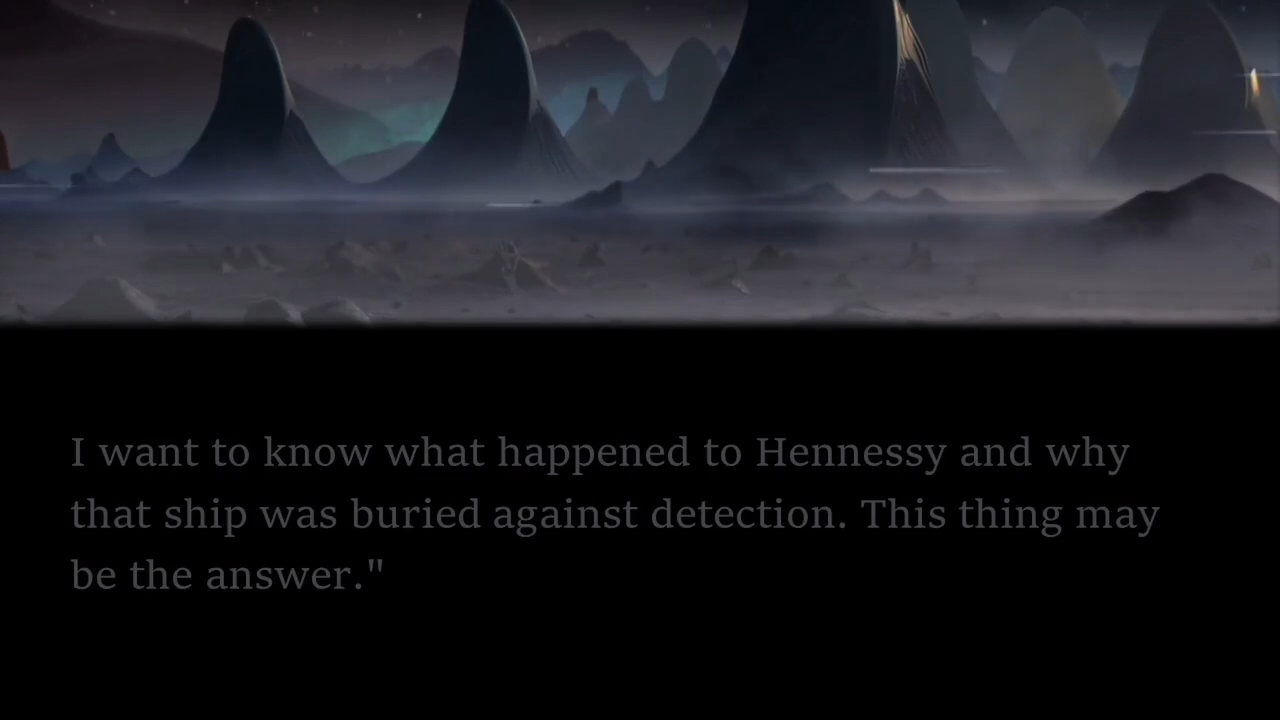 I want to know what happened to Hennessy and why
that ship was buried against detection. This thing may
be the answer."